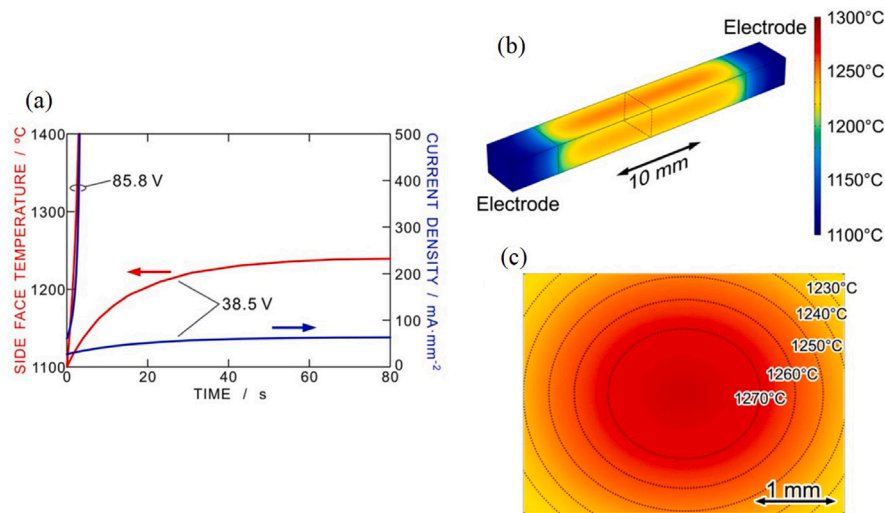 (a)
SIDE FACE TEMPERATURE / °C
1400
1300
1200
1100
85.8 V
38.5 V
0
20
40
60
80
TIME / s
500
400
300
200
100
0
CURRENT DENSITY / mA·mm⁻²
(b)
Electrode
10 mm
Electrode
1300°C
1250°C
1200°C
1150°C
1100°C
(c)
1230°C
1240°C
1250°C
1260°C
1270°C
1 mm